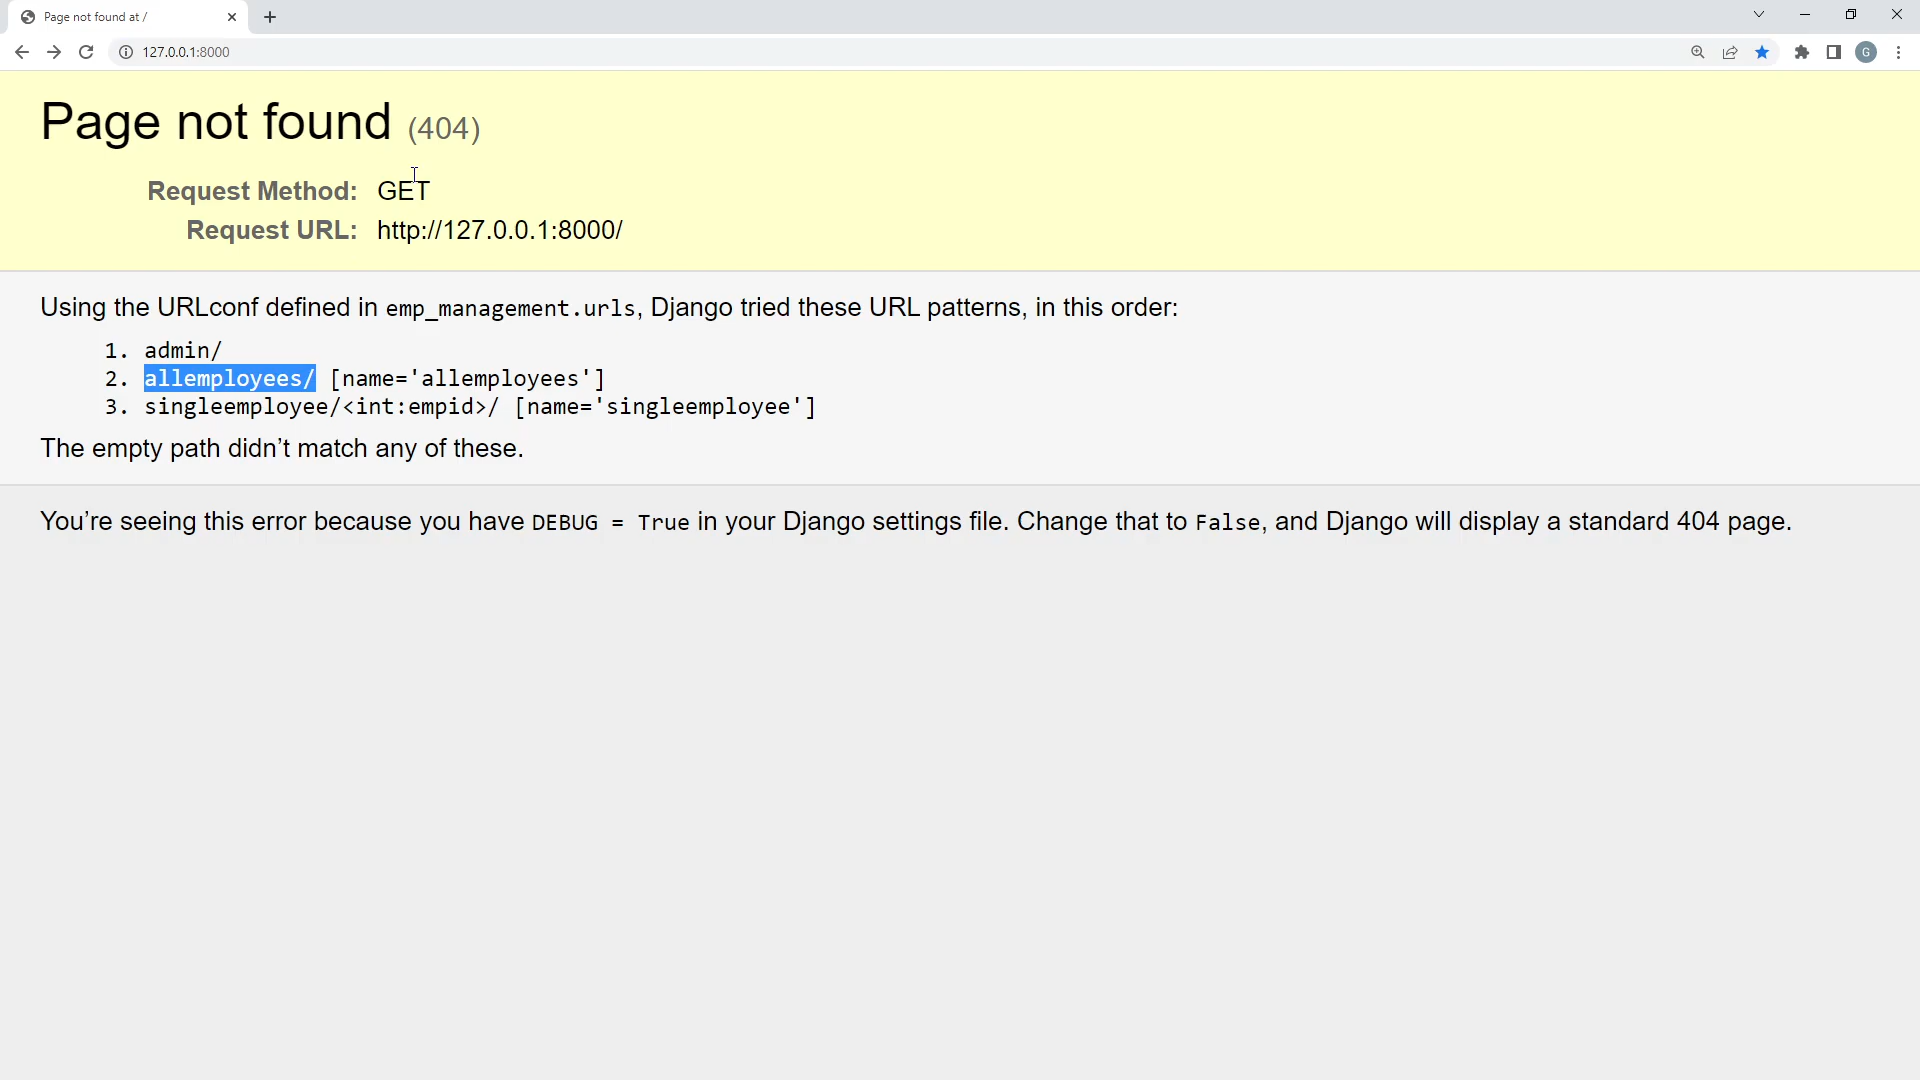 Page not found at /
127.0.0.1:8000
G
Page not found (404)
Request Method: GET
Request URL: http://127.0.0.1:8000/
Using the URLconf defined in emp_management.urls, Django tried these URL patterns, in this order:
1. admin/
2. allemployees/ [name='allemployees']
3. singleemployee/<int:empid>/ [name='singleemployee']
The empty path didn’t match any of these.
You’re seeing this error because you have DEBUG = True in your Django settings file. Change that to False, and Django will display a standard 404 page.